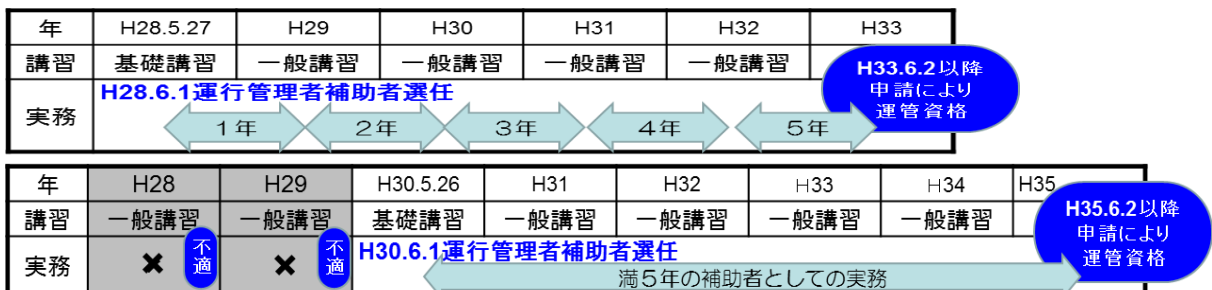 年 H28.5.27 H29 H30 H31 H32 H33
講習 基礎講習 一般講習 一般講習 一般講習 一般講習
H33.6.2以降
申請により
運管資格
実務 H28.6.1運行管理者補助者選任
1年 2年 3年 4年 5年
年 H28 H29 H30.5.26 H31 H32 H33 H34 H35
講習 一般講習 一般講習 基礎講習 一般講習 一般講習 一般講習 一般講習
H35.6.2以降
申請により
運管資格
実務 ✖ 不適 ✖ 不適 H30.6.1運行管理者補助者選任
満5年の補助者としての実務